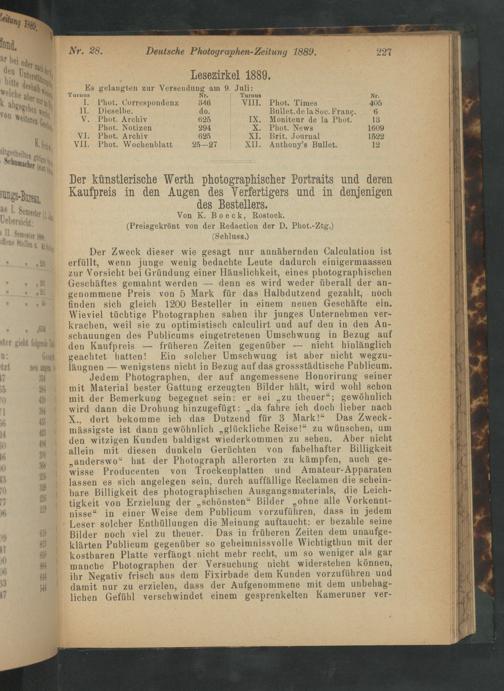 Zeitung 1889.
Nr. 28.
Deutsche Photographen-Zeitung 1889.
227
Lesezirkel 1889.
Es gelangten zur Versendung am 9. Juli:
Turnus Nr. Turnus Nr.
I. Phot. Correspondenz 346 VIII. Phot. Times 405
II. Dieselbe. do. Bullet. de la Soc. Franç. 6
V. Phot. Archiv 625 IX. Moniteur de la Phot. 13
Phot. Notizen 294 X. Phot. News 1609
VI. Phot. Archiv 625 XI. Brit. Journal 1522
VII. Phot. Wochenblatt 25—27 XII. Anthony's Bullet. 12
Der künstlerische Werth photographischer Portraits und deren
Kaufpreis in den Augen des Verfertigers und in denjenigen
des Bestellers.
Von K. Boeck, Rostock.
(Preisgekrönt von der Redaction der D. Phot.-Ztg.)
(Schluss.)
Der Zweck dieser wie gesagt nur annähernden Calculation ist
erfüllt, wenn junge wenig bedachte Leute dadurch einigermaassen
zur Vorsicht bei Gründung einer Häuslichkeit, eines photographischen
Geschäftes gemahnt werden — denn es wird weder überall der an-
genommene Preis von 5 Mark für das Halbdutzend gezahlt, noch
finden sich gleich 1200 Besteller in einem neuen Geschäfte ein.
Wieviel tüchtige Photographen sahen ihr junges Unternehmen ver-
krachen, weil sie zu optimistisch calculirt und auf den in den An-
schauungen des Publicums eingetretenen Umschwung in Bezug auf
den Kaufpreis — früheren Zeiten gegenüber — nicht hinlänglich
geachtet hatten! Ein solcher Umschwung ist aber nicht wegzu-
läugnen — wenigstens nicht in Bezug auf das grossstädtische Publicum.
Jedem Photographen, der auf angemessene Honorirung seiner
mit Material bester Gattung erzeugten Bilder hält, wird wohl schon
mit der Bemerkung begegnet sein: er sei „zu theuer"; gewöhnlich
wird dann die Drohung hinzugefügt: „da fahre ich doch lieber nach
X., dort bekomme ich das Dutzend für 3 Mark!" Das Zweck-
mässigste ist dann gewöhnlich „glückliche Reise!" zu wünschen, um
den witzigen Kunden baldigst wiederkommen zu sehen. Aber nicht
allein mit diesen dunkeln Gerüchten von fabelhafter Billigkeit
„anderswo" hat der Photograph allerorten zu kämpfen, auch ge-
wisse Producenten von Trockenplatten und Amateur-Apparaten
lassen es sich angelegen sein, durch auffällige Reclamen die schein-
bare Billigkeit des photographischen Ausgangsmaterials, die Leich-
tigkeit von Erzielung der „schönsten" Bilder „ohne alle Vorkennt-
nisse" in einer Weise dem Publicum vorzuführen, dass in jedem
Leser solcher Enthüllungen die Meinung auftaucht: er bezahle seine
Bilder noch viel zu theuer. Das in früheren Zeiten dem unaufge-
klärten Publicum gegenüber so geheimnissvolle Wichtigthun mit der
kostbaren Platte verfängt nicht mehr recht, um so weniger als gar
manche Photographen der Versuchung nicht widerstehen können,
ihr Negativ frisch aus dem Fixirbade dem Kunden vorzuführen und
damit nur zu erzielen, dass der Aufgenommene mit dem unbehag-
lichen Gefühl verschwindet einem gesprenkelten Kameruner ver-